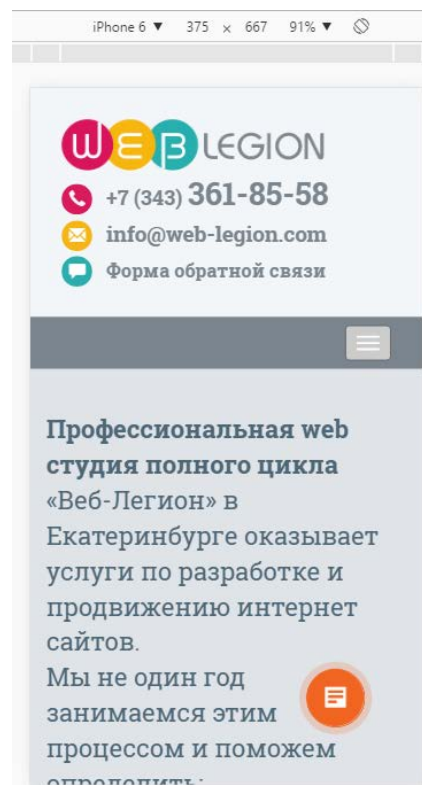 iPhone 6 ▼ 375 x 667 91% ▼
WEB LEGION
+7 (343) 361-85-58
info@web-legion.com
Форма обратной связи
Профессиональная web
студия полного цикла
«Веб-Легион» в
Екатеринбурге оказывает
услуги по разработке и
продвижению интернет
сайтов.
Мы не один год
занимаемся этим
процессом и поможем
определить: